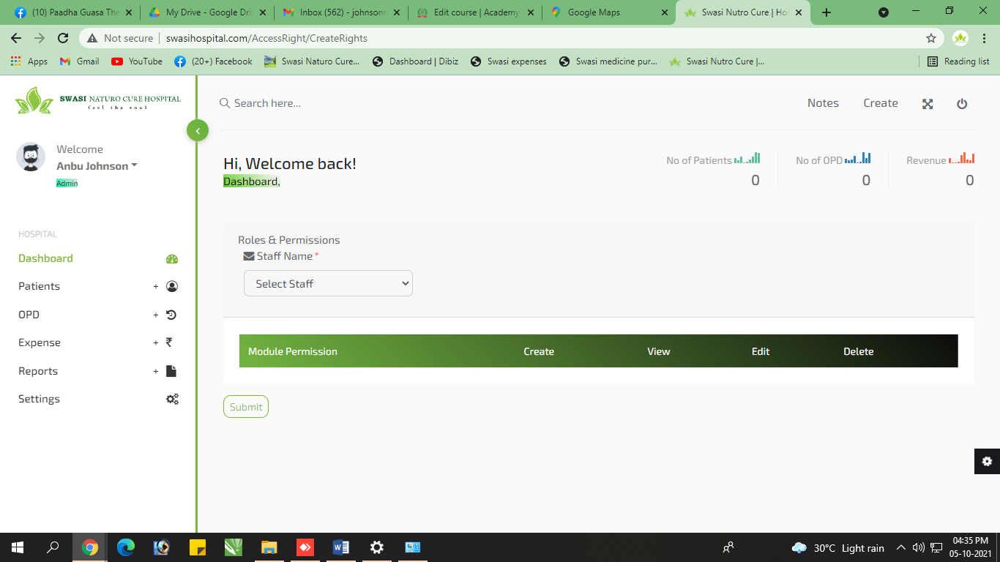 (10) Paadha Guasa The
My Drive - Google Dri
Inbox (562) - johnsonn
Edit course | Academy
Google Maps
Swasi Nutro Cure | Ho
Not secure
swasihospital.com/AccessRight/CreateRights
Apps
Gmail
YouTube
(20+) Facebook
Swasi Naturo Cure...
Dashboard | Dibiz
Swasi expenses
Swasi medicine pur...
Swasi Nutro Cure |...
Reading list
SWASI NATURO CURE HOSPITAL
feel the soul
Search here...
Notes
Create
Welcome
Anbu Johnson
Admin
Hi, Welcome back!
Dashboard,
No of Patients
0
No of OPD
0
Revenue
0
HOSPITAL
Dashboard
Patients +
OPD +
Expense + ₹
Reports +
Settings
Roles & Permissions
Staff Name *
Select Staff
Module Permission Create View Edit Delete
Submit
30°C Light rain
04:35 PM
05-10-2021